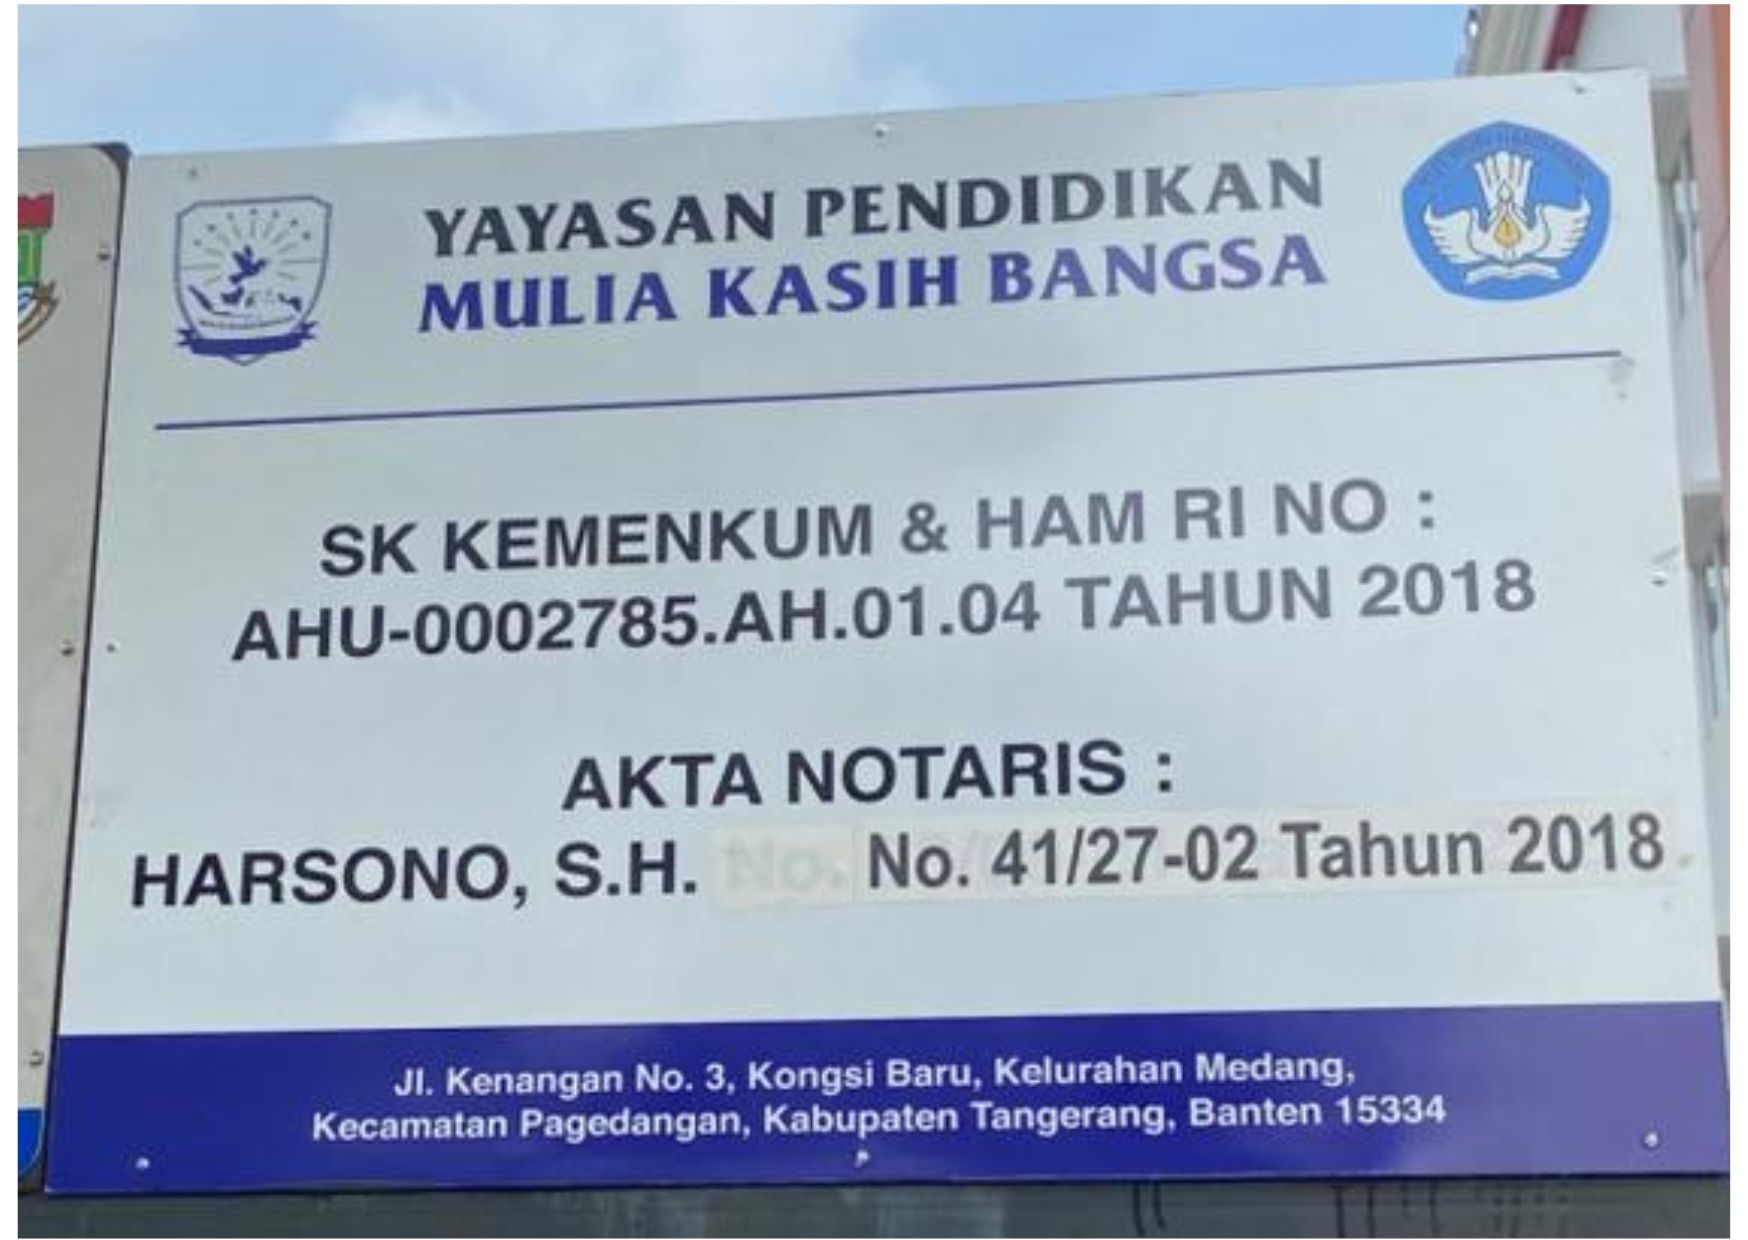 YAYASAN PENDIDIKAN
MULIA KASIH BANGSA
SK KEMENKUM & HAM RI NO :
AHU-0002785.AH.01.04 TAHUN 2018
AKTA NOTARIS :
HARSONO, S.H. No. No. 41/27-02 Tahun 2018
Jl. Kenangan No. 3, Kongsi Baru, Kelurahan Medang,
Kecamatan Pagedangan, Kabupaten Tangerang, Banten 15334